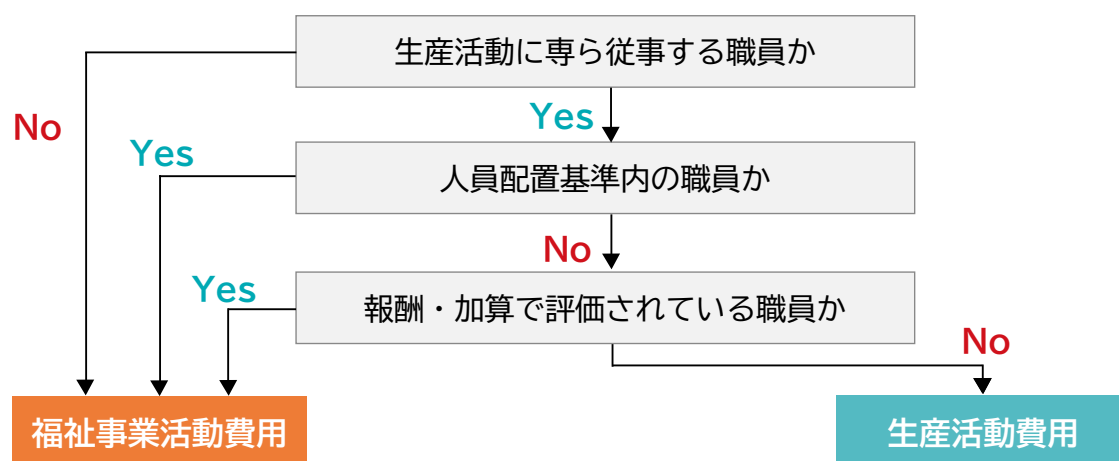 生産活動に専ら従事する職員か
No
Yes
Yes
人員配置基準内の職員か
No
Yes
報酬・加算で評価されている職員か
No
福祉事業活動費用
生産活動費用